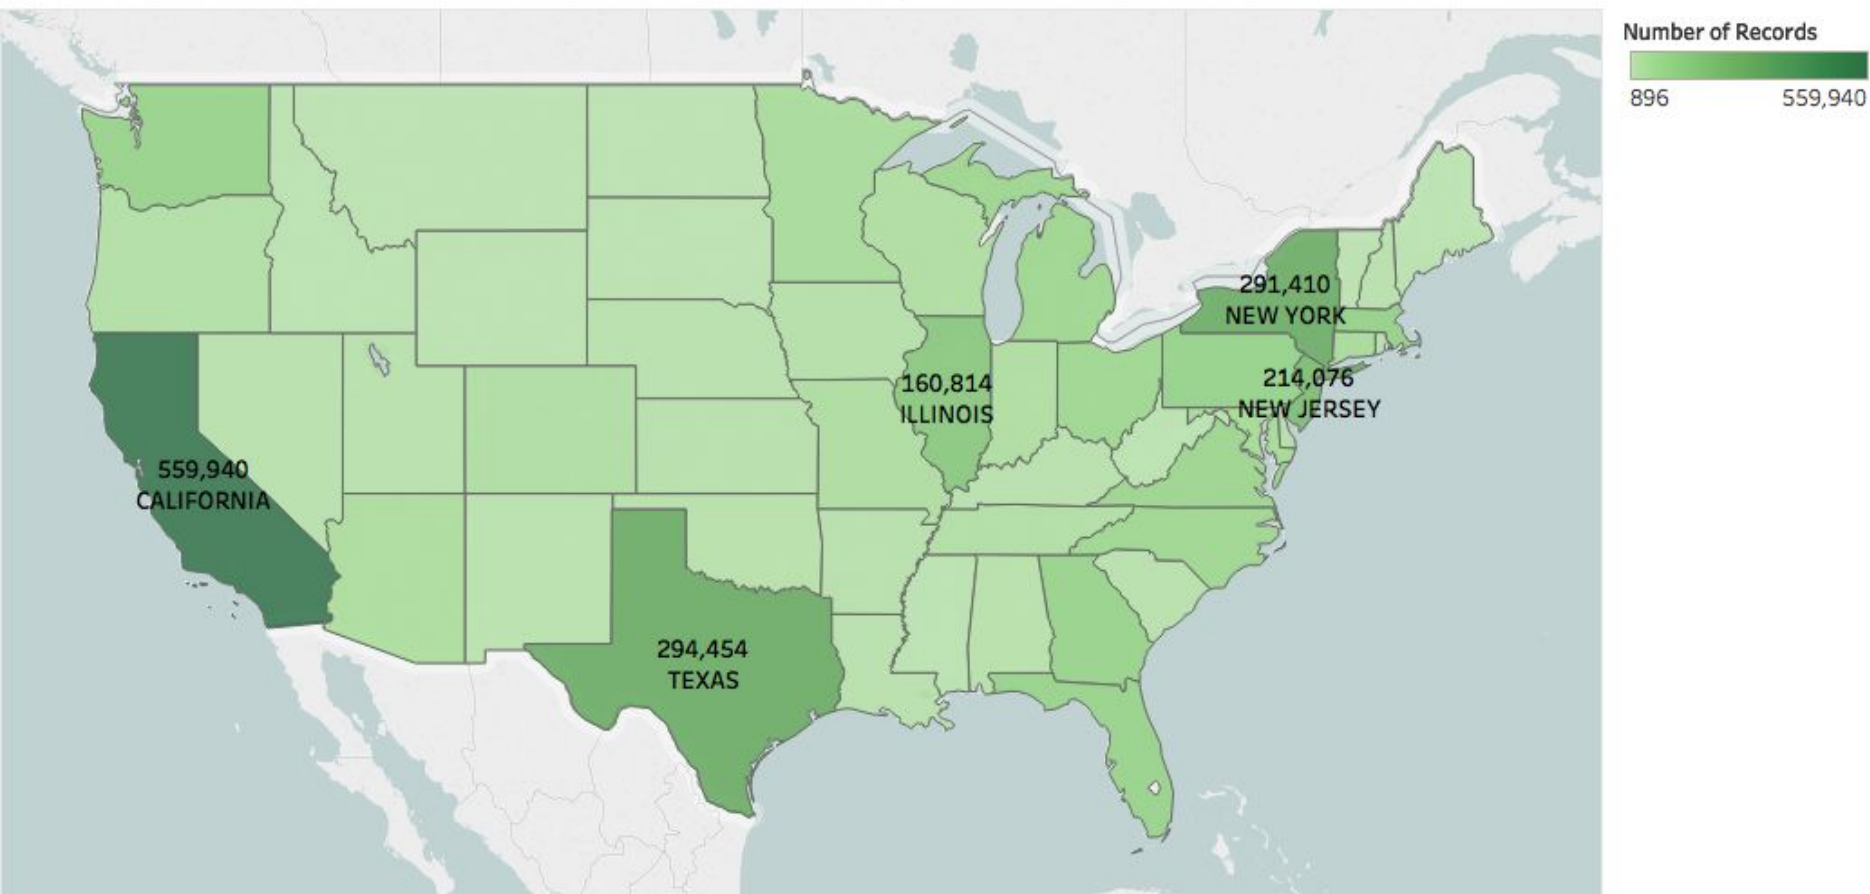 Number of Records
896 559,940
291,410
NEW YORK
160,814
ILLINOIS
214,076
NEW JERSEY
559,940
CALIFORNIA
294,454
TEXAS